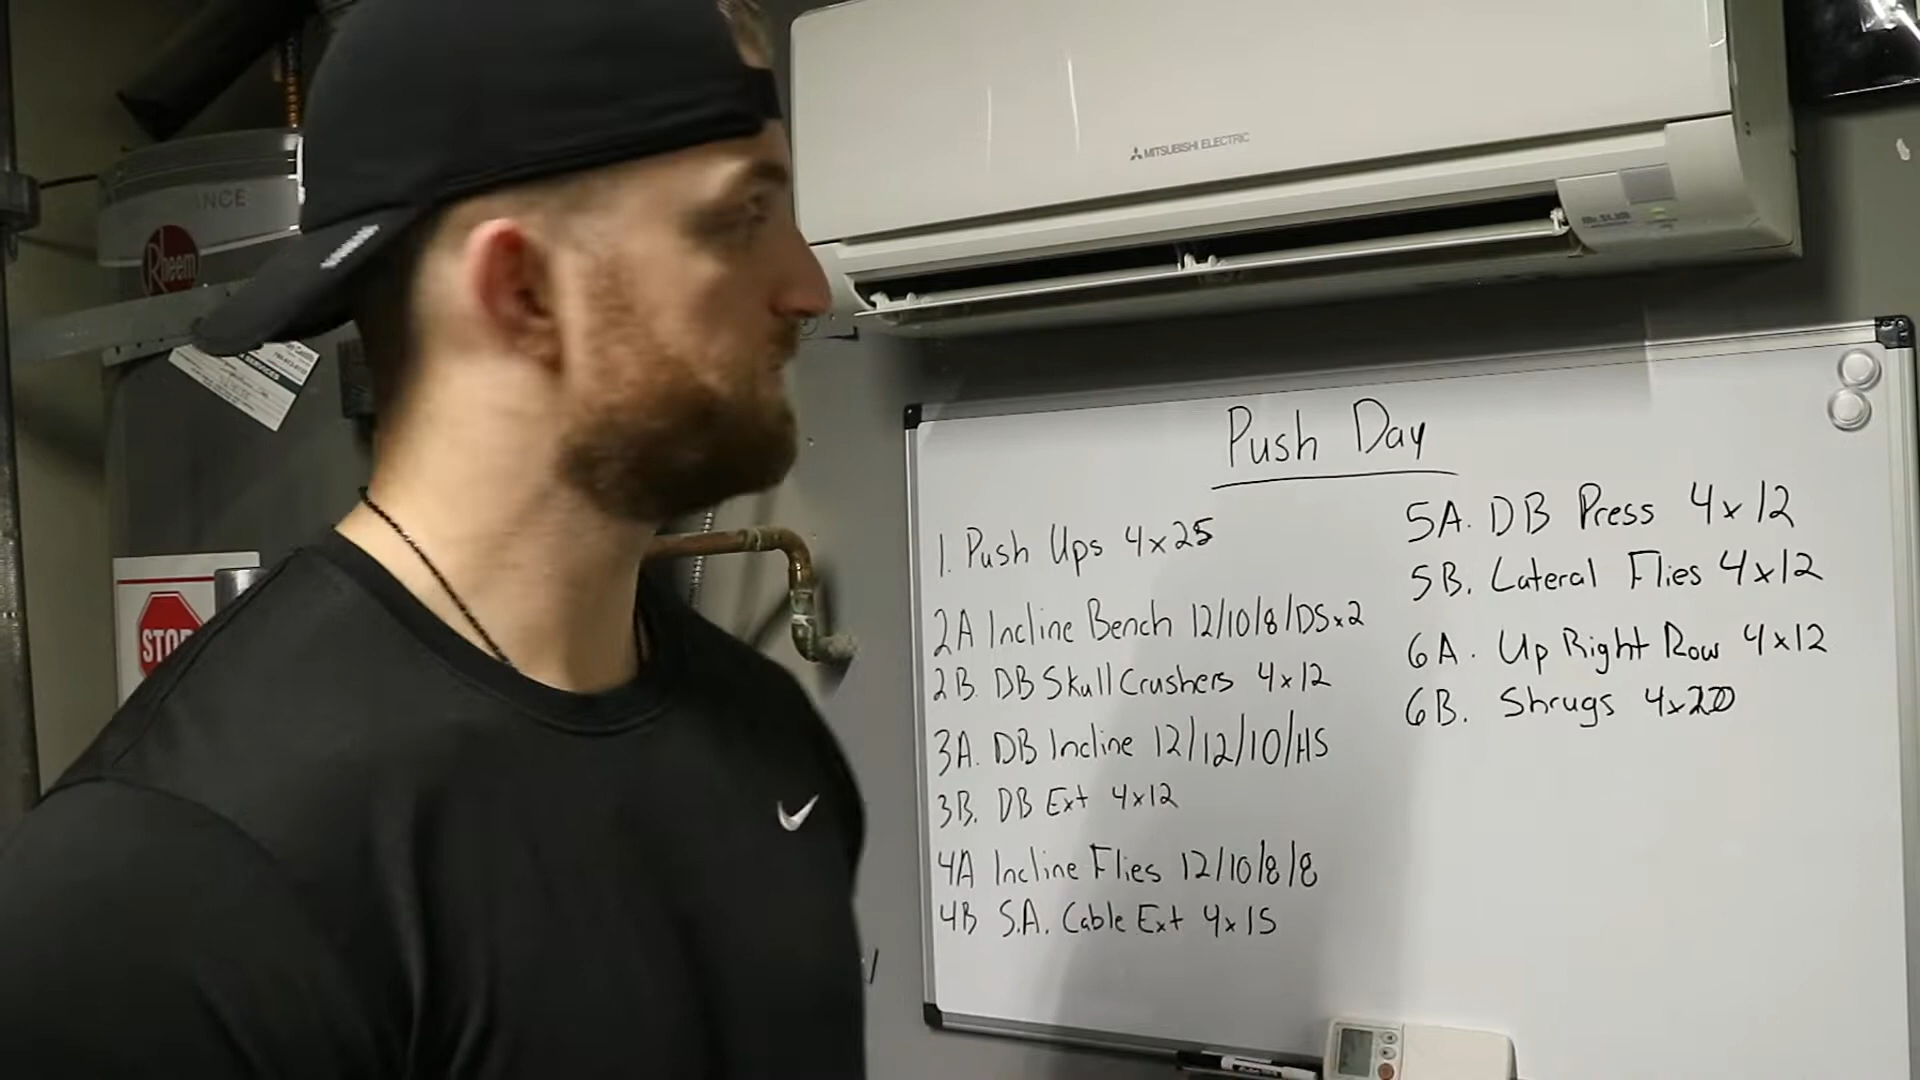 MITSUBISHI ELECTRIC
Mr.SLIM
NCE
Rheem
STOP
Push Day
1. Push Ups 4x25
2A Incline Bench 12/10/8/DSx2
2B. DB Skull Crushers 4x12
3A. DB Incline 12/12/10/HS
3B. DB Ext 4x12
4A Incline Flies 12/10/8/8
4B S.A. Cable Ext 4x15
5A. DB Press 4x12
5B. Lateral Flies 4x12
6A. Up Right Row 4x12
6B. Shrugs 4x20